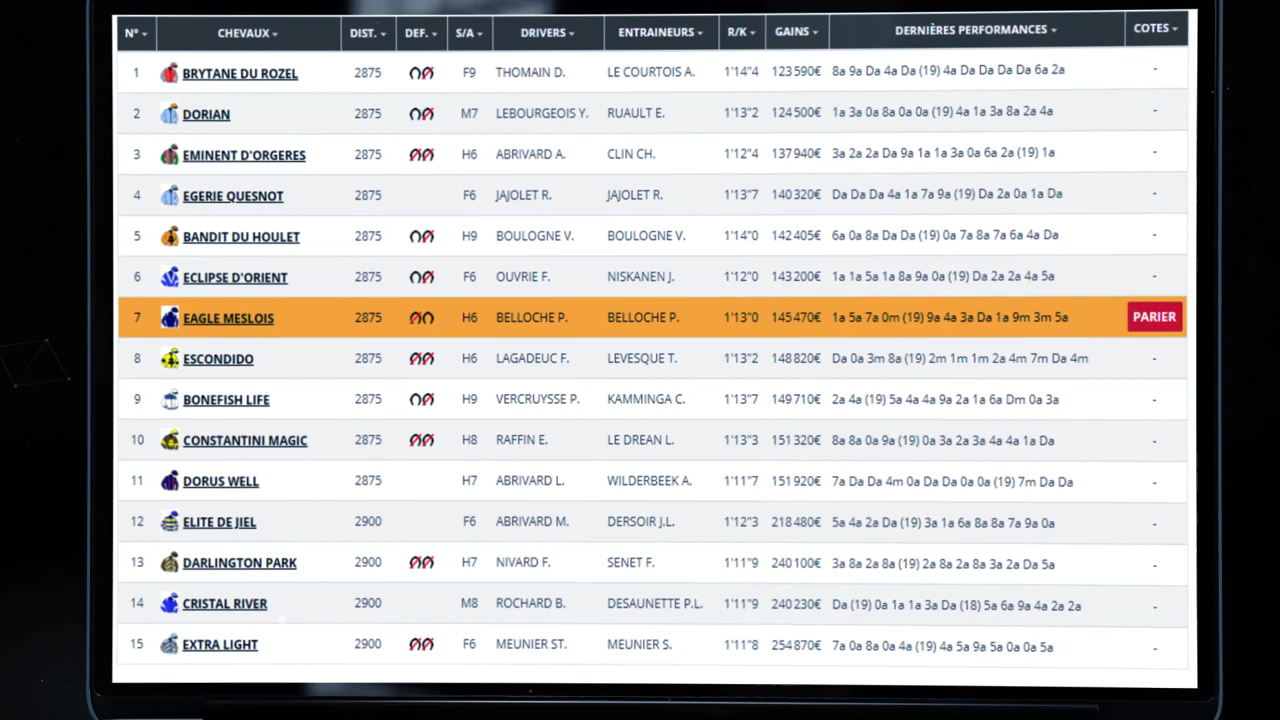 N° CHEVAUX DIST. DEF. S/A DRIVERS ENTRAINEURS R/K GAINS DERNIÈRES PERFORMANCES COTES
1 BRYTANE DU ROZEL 2875 F9 THOMAIN D. LE COURTOIS A. 1'14"4 123 590€ 8a 9a Da 4a Da (19) 4a Da Da Da Da 6a 2a -
2 DORIAN 2875 M7 LEBOURGEOIS Y. RUAULT E. 1'13"2 124 500€ 1a 3a 0a 8a 0a 0a (19) 4a 1a 3a 8a 2a 4a -
3 EMINENT D'ORGERES 2875 H6 ABRIVARD A. CLIN CH. 1'12"4 137 940€ 3a 2a 2a Da 9a 1a 1a 3a 0a 6a 2a (19) 1a -
4 EGERIE QUESNOT 2875 F6 JAJOLET R. JAJOLET R. 1'13"7 140 320€ Da Da Da 4a 1a 7a 9a (19) Da 2a 0a 1a Da -
5 BANDIT DU HOULET 2875 H9 BOULOGNE V. BOULOGNE V. 1'14"0 142 405€ 6a 0a 8a Da Da (19) 0a 7a 8a 7a 6a 4a Da -
6 ECLIPSE D'ORIENT 2875 F6 OUVRIE F. NISKANEN J. 1'12"0 143 200€ 1a 1a 5a 1a 8a 9a 0a (19) Da 2a 2a 4a 5a -
7 EAGLE MESLOIS 2875 H6 BELLOCHE P. BELLOCHE P. 1'13"0 145 470€ 1a 5a 7a 0m (19) 9a 4a 3a Da 1a 9m 3m 5a PARIER
8 ESCONDIDO 2875 H6 LAGADEUC F. LEVESQUE T. 1'13"2 148 820€ Da 0a 3m 8a (19) 2m 1m 1m 2a 4m 7m Da 4m -
9 BONEFISH LIFE 2875 H9 VERCRUYSSE P. KAMMINGA C. 1'13"7 149 710€ 2a 4a (19) 5a 4a 4a 9a 2a 1a 6a Dm 0a 3a -
10 CONSTANTINI MAGIC 2875 H8 RAFFIN E. LE DREAN L. 1'13"3 151 320€ 8a 8a 0a 9a (19) 0a 3a 2a 3a 4a 4a 1a Da -
11 DORUS WELL 2875 H7 ABRIVARD L. WILDERBEEK A. 1'11"7 151 920€ 7a Da Da 4m 0a Da Da 0a 0a (19) 7m Da Da -
12 ELITE DE JIEL 2900 F6 ABRIVARD M. DERSOIR J.L. 1'12"3 218 480€ 5a 4a 2a Da (19) 3a 1a 6a 8a 8a 7a 9a 0a -
13 DARLINGTON PARK 2900 H7 NIVARD F. SENET F. 1'11"9 240 100€ 3a 8a 2a 8a (19) 2a 8a 2a 8a 3a 2a Da 5a -
14 CRISTAL RIVER 2900 M8 ROCHARD B. DESAUNETTE P.L. 1'11"9 240 230€ Da (19) 0a 1a 1a 3a Da (18) 5a 6a 9a 4a 2a 2a -
15 EXTRA LIGHT 2900 F6 MEUNIER ST. MEUNIER S. 1'11"8 254 870€ 7a 0a 8a 0a 4a (19) 4a 5a 9a 5a 0a 0a 5a -